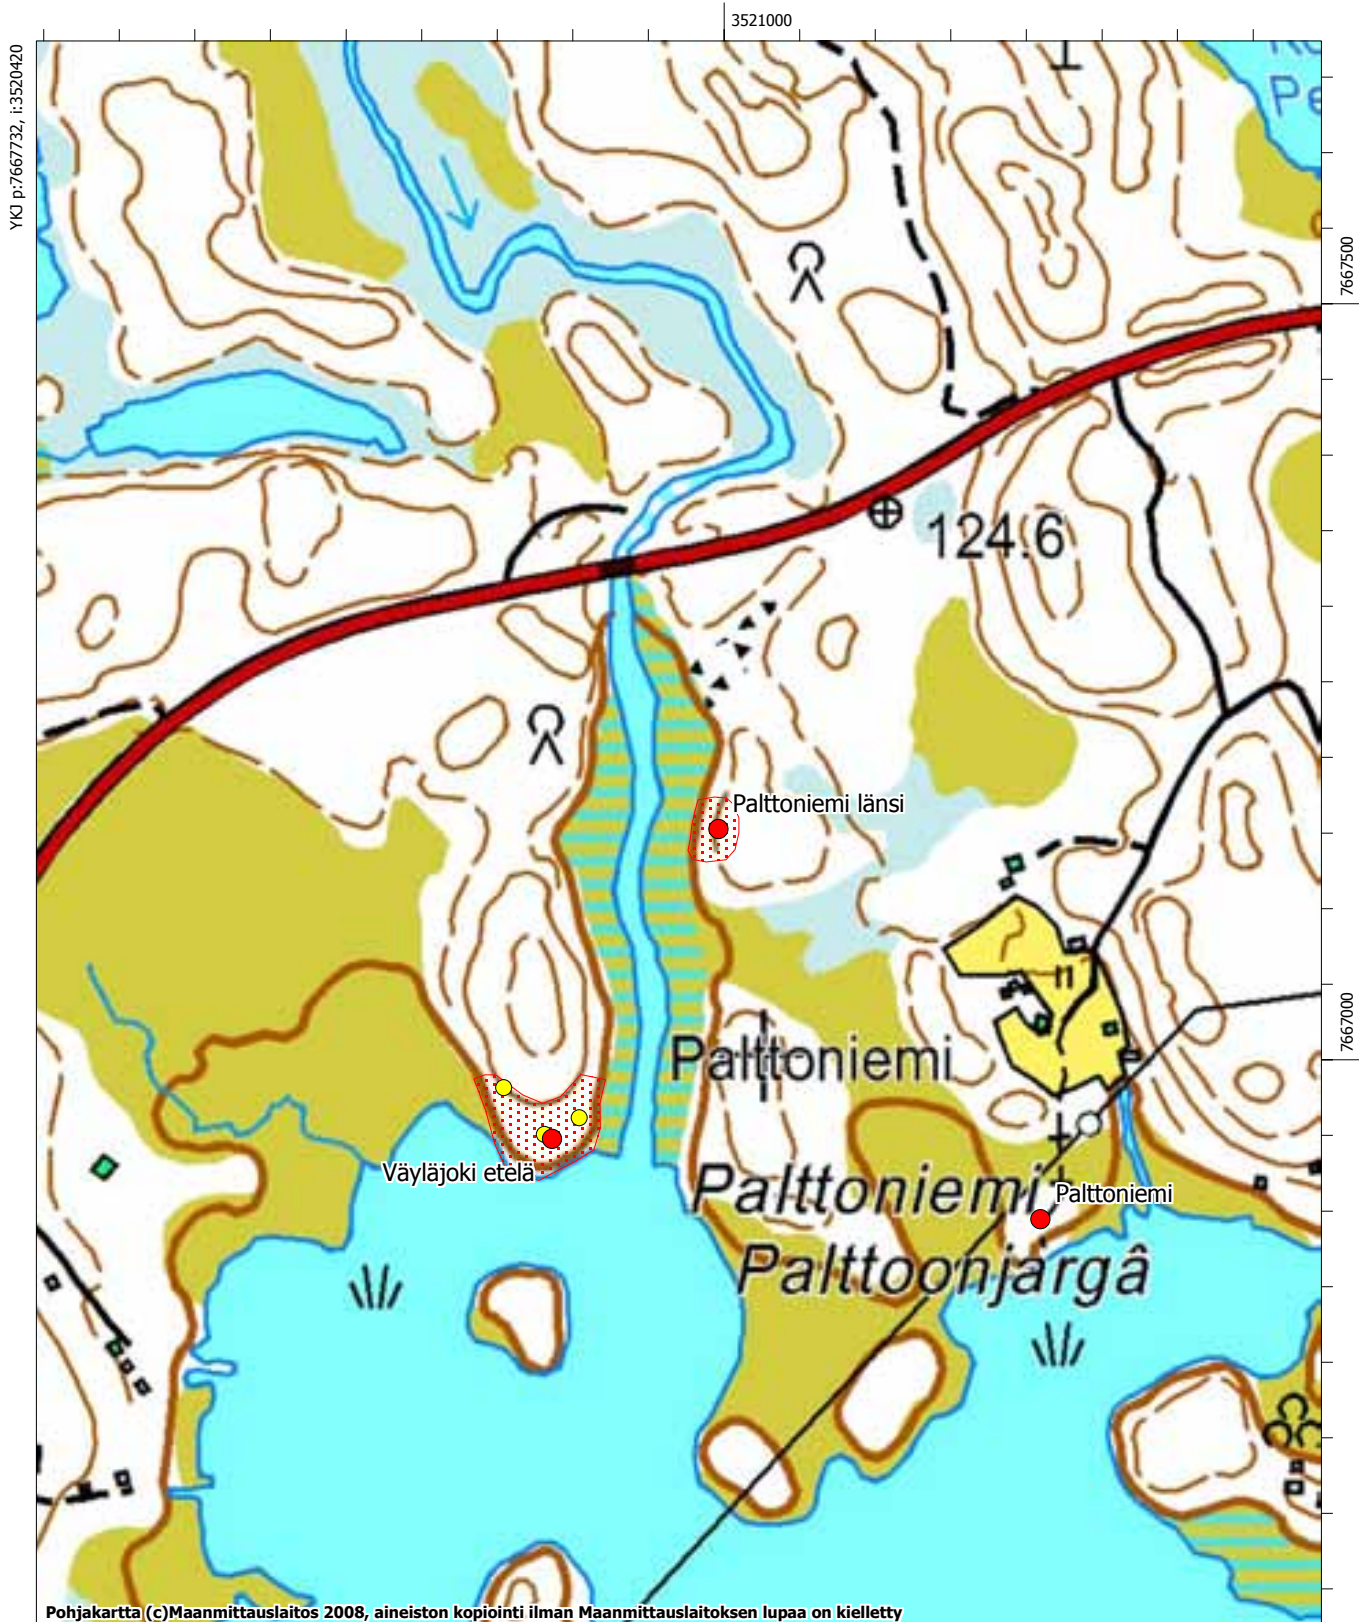 3521000
YKJ p:7667732, i:3520420
7667500
124.6
Palttoniemi länsi
7667000
Palttoniemi
Väyläjoki etelä
Palttoniemi
Palttoniemi
Palttoonjargâ
Pohjakartta (c)Maanmittauslaitos 2008, aineiston kopiointi ilman Maanmittauslaitoksen lupaa on kielletty